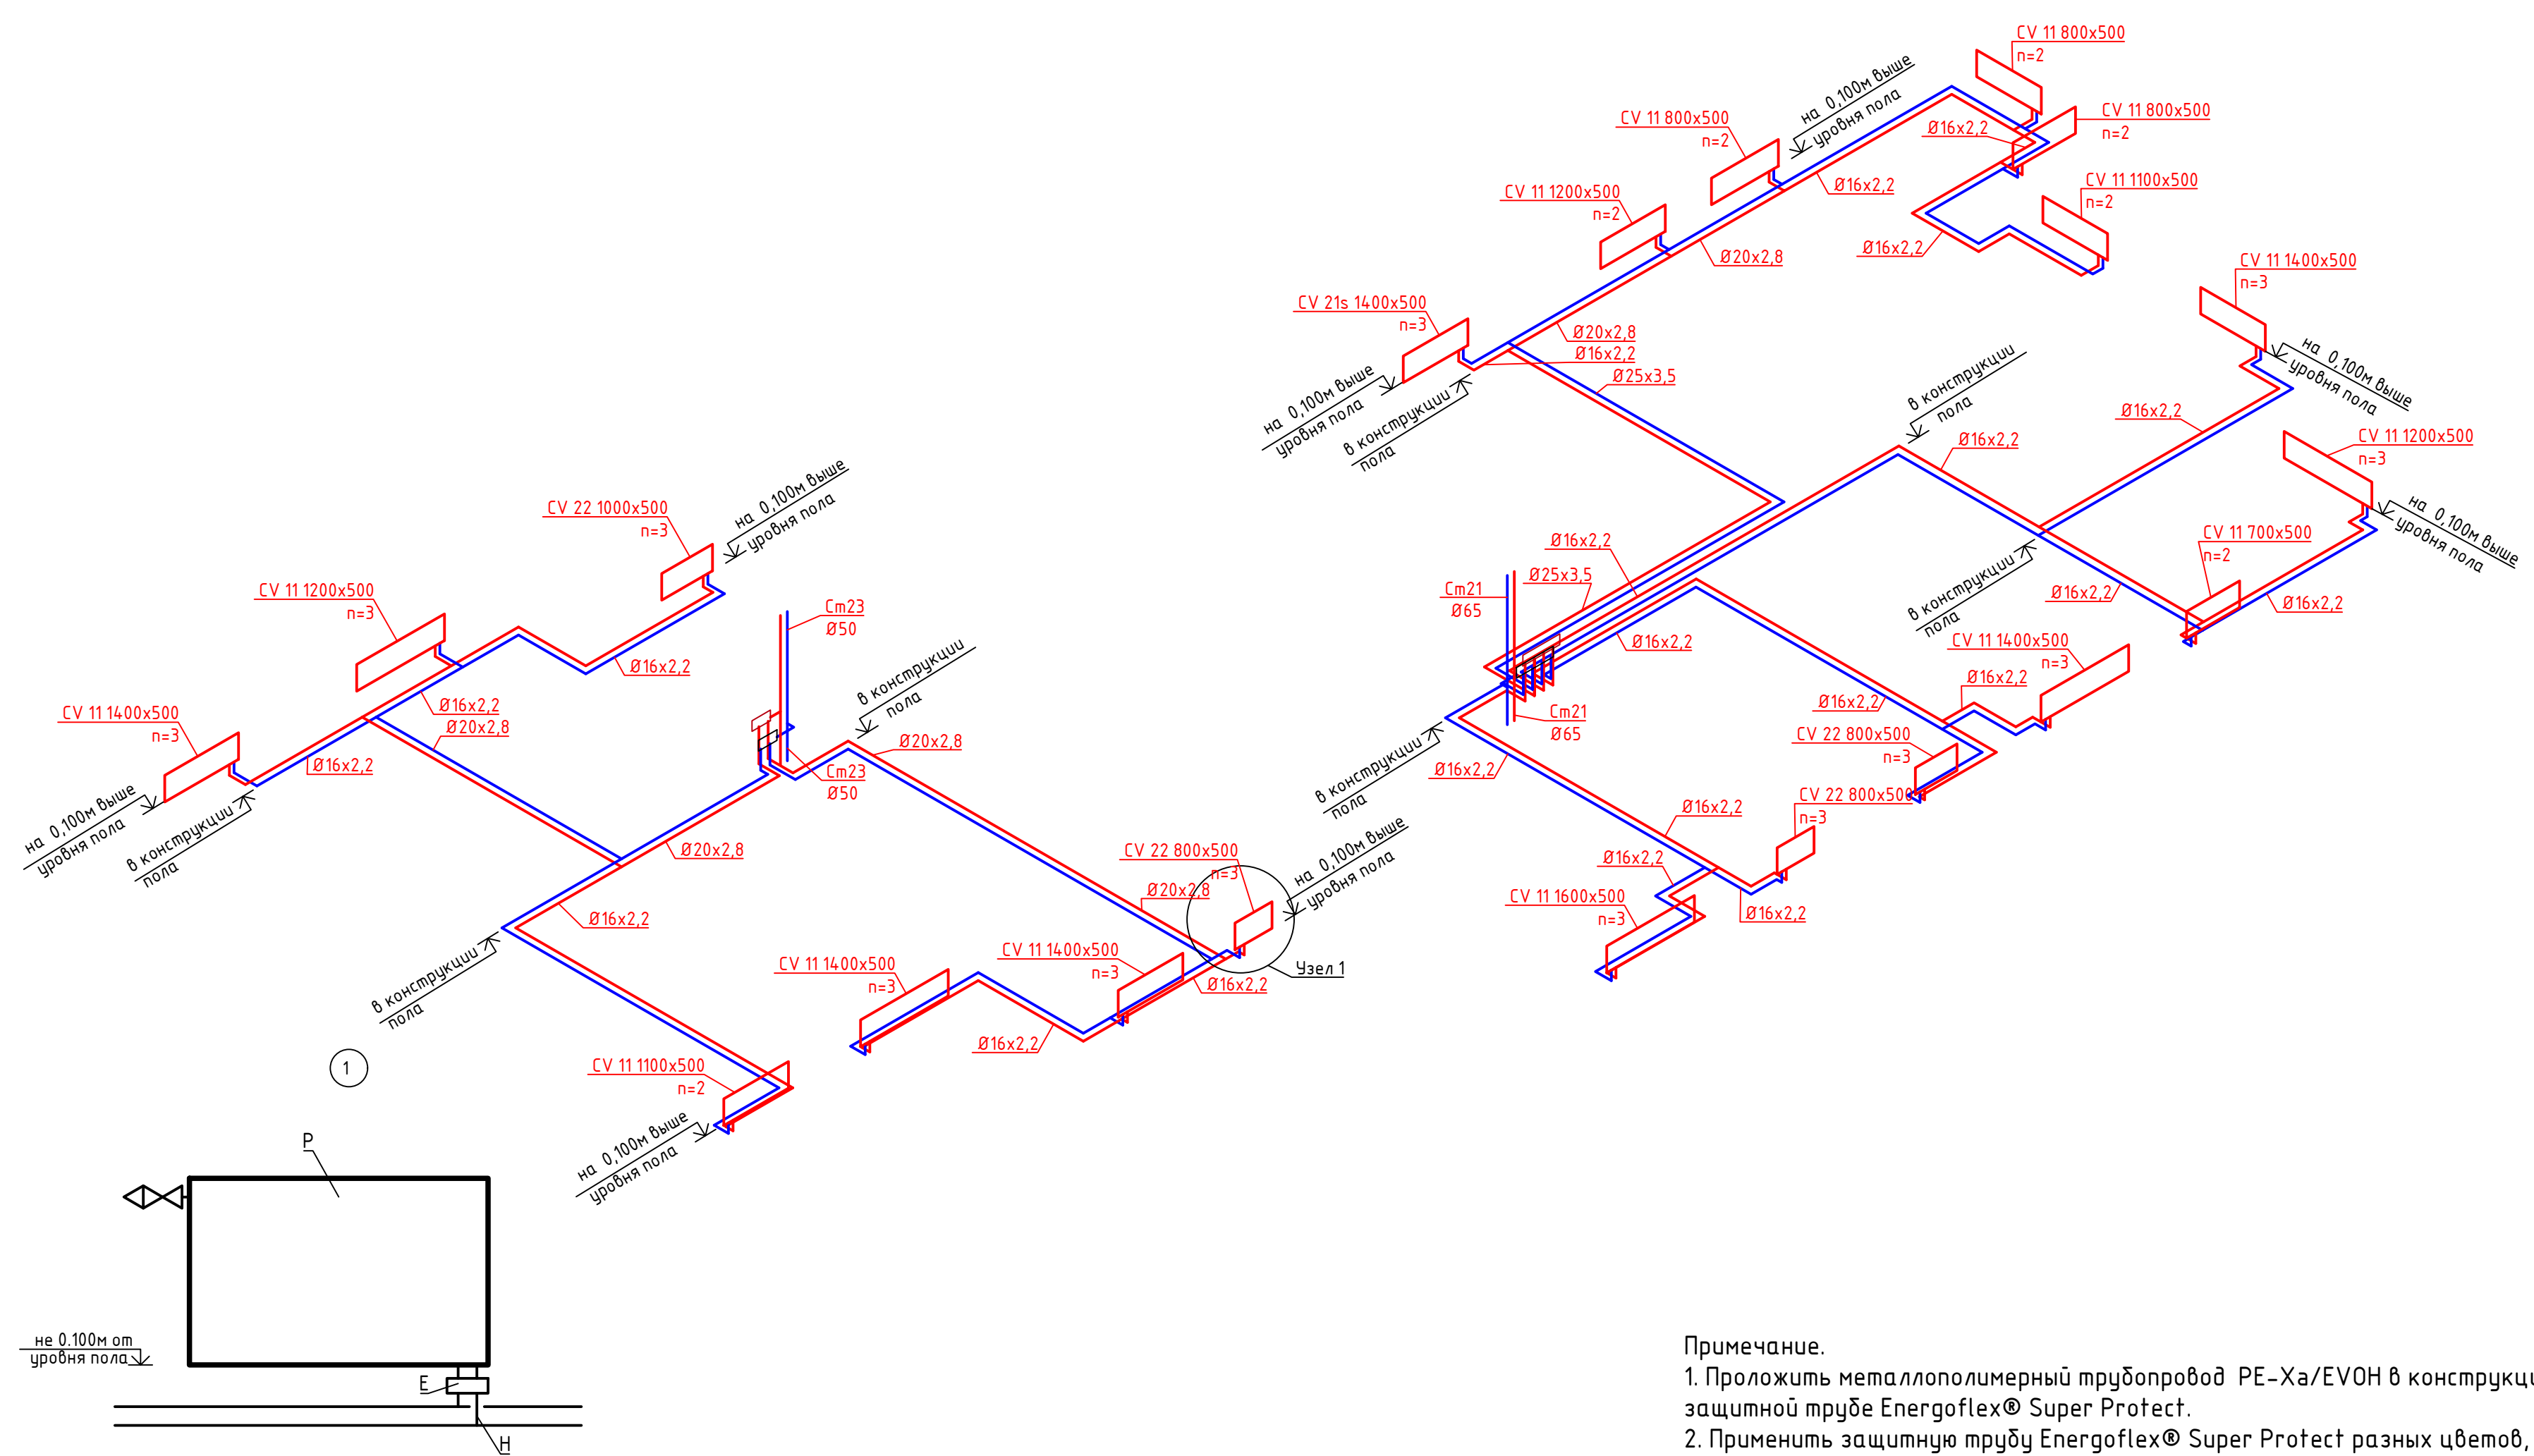 CV 11 800x500
n=2
CV 11 800x500
n=2
CV 11 800x500
n=2
Ø16x2,2
на 0,100м выше
уровня пола
CV 11 1200x500
n=2
Ø16x2,2
CV 11 1100x500
n=2
Ø20x2,8
Ø16x2,2
CV 21s 1400x500
n=3
CV 11 1400x500
n=3
Ø20x2,8
Ø16x2,2
Ø25x3,5
на 0,100м выше
уровня пола
в конструкции
пола
на 0,100м выше
уровня пола
в конструкции
пола
Ø16x2,2
Ø16x2,2
CV 11 1200x500
n=3
на 0,100м выше
уровня пола
CV 22 1000x500
n=3
на 0,100м выше
уровня пола
Ø16x2,2
Ø25x3,5
Ст21
Ø65
CV 11 700x500
n=2
в конструкции
пола
Ø16x2,2
Ø16x2,2
CV 11 1200x500
n=3
Ст23
Ø50
Ø16x2,2
в конструкции
пола
Ø16x2,2
CV 11 1400x500
n=3
Ø16x2,2
Ø16x2,2
CV 11 1400x500
n=3
Ø16x2,2
Ø20x2,8
Ø16x2,2
Ø20x2,8
Ст23
Ø50
Ст21
Ø65
CV 22 800x500
n=3
Ø16x2,2
в конструкции
пола
на 0,100м выше
уровня пола
в конструкции
пола
Ø20x2,8
CV 22 800x500
n=3
Ø16x2,2
Ø16x2,2
CV 22 800x500
n=3
на 0,100м выше
уровня пола
Ø20x2,8
Ø16x2,2
CV 11 1600x500
n=3
Ø16x2,2
в конструкции
пола
CV 11 1400x500
n=3
CV 11 1400x500
n=3
Узел 1
Ø16x2,2
Ø16x2,2
1
CV 11 1100x500
n=2
на 0,100м выше
уровня пола
Р
не 0.100м от
уровня пола
Е
Н
Примечание.
1. Проложить металлополимерный трубопровод PE-Xa/EVOH в конструкци
защитной трубе Energoflex® Super Protect.
2. Применить защитную трубу Energoflex® Super Protect разных цветов,